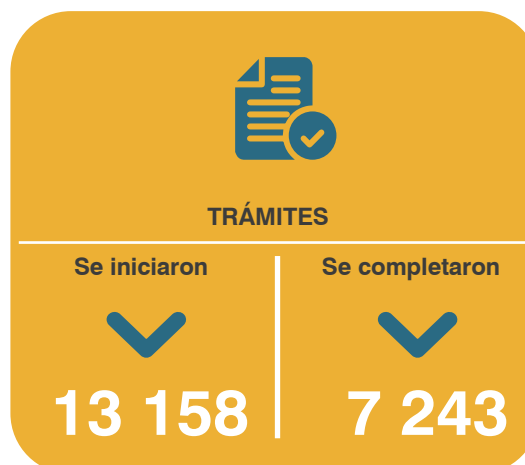 TRÁMITES
Se iniciaron
Se completaron
13 158
7 243